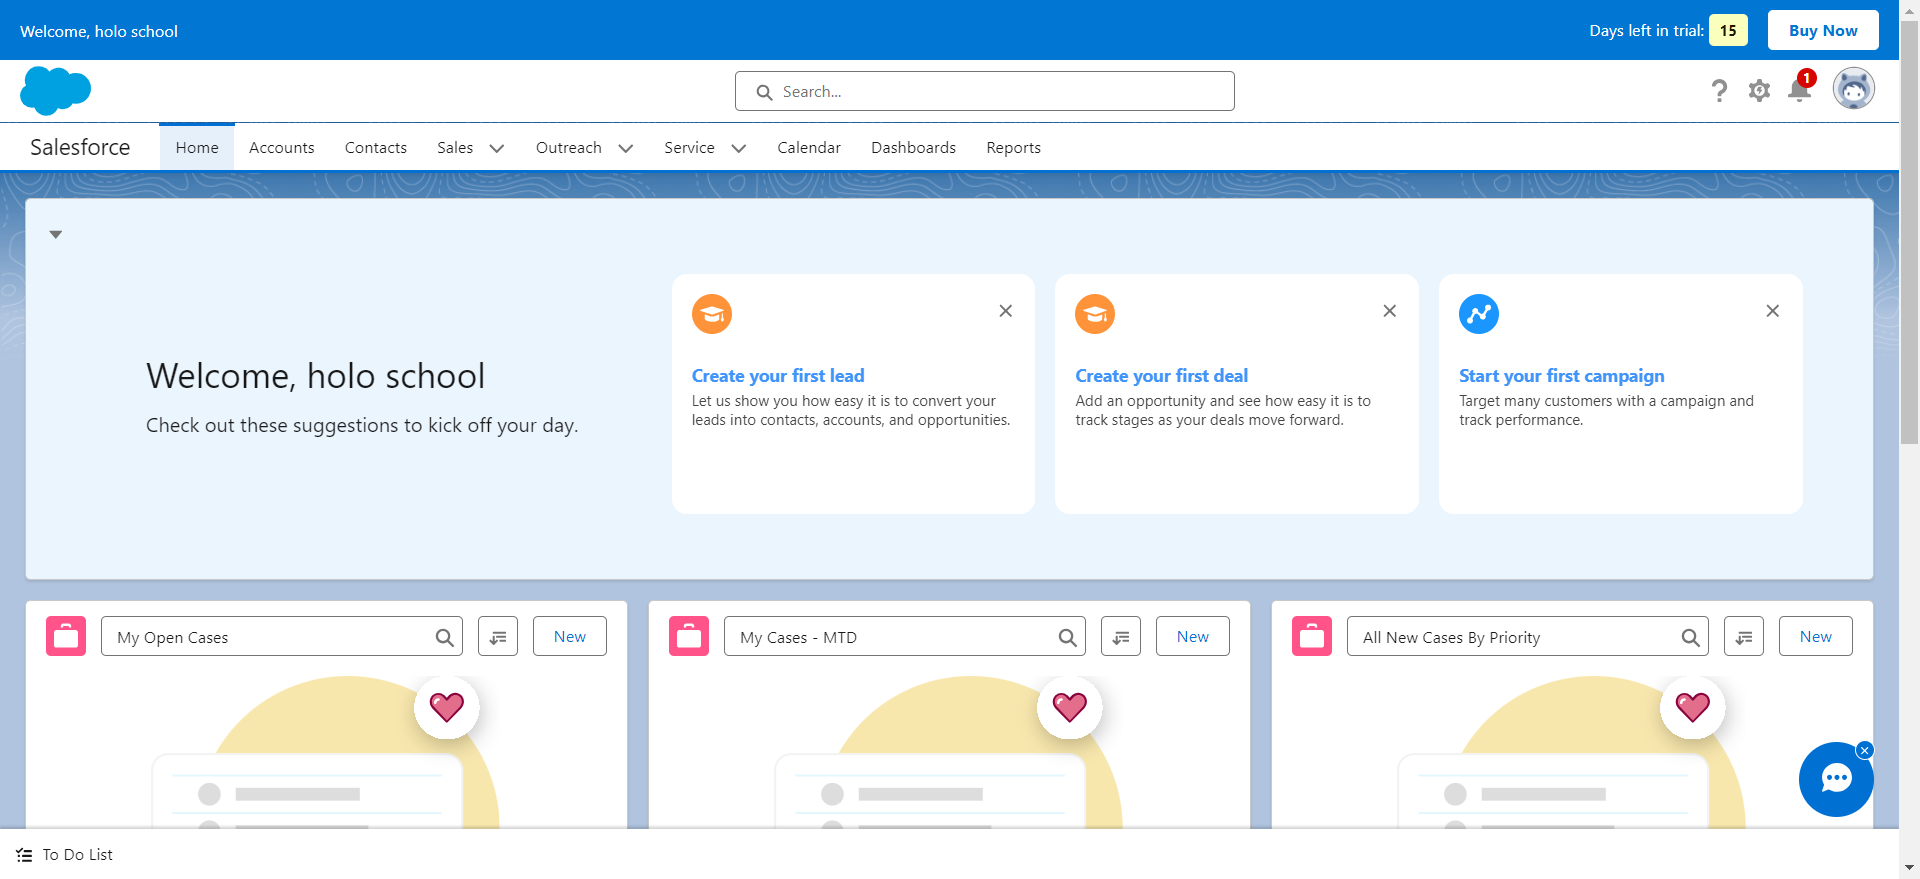 Welcome, holo school
Days left in trial: 15
Buy Now
Search...
1
Salesforce
Home
Accounts
Contacts
Sales
Outreach
Service
Calendar
Dashboards
Reports
Welcome, holo school
Check out these suggestions to kick off your day.
Create your first lead
Let us show you how easy it is to convert your
leads into contacts, accounts, and opportunities.
Create your first deal
Add an opportunity and see how easy it is to
track stages as your deals move forward.
Start your first campaign
Target many customers with a campaign and
track performance.
My Open Cases
New
My Cases - MTD
New
All New Cases By Priority
New
To Do List